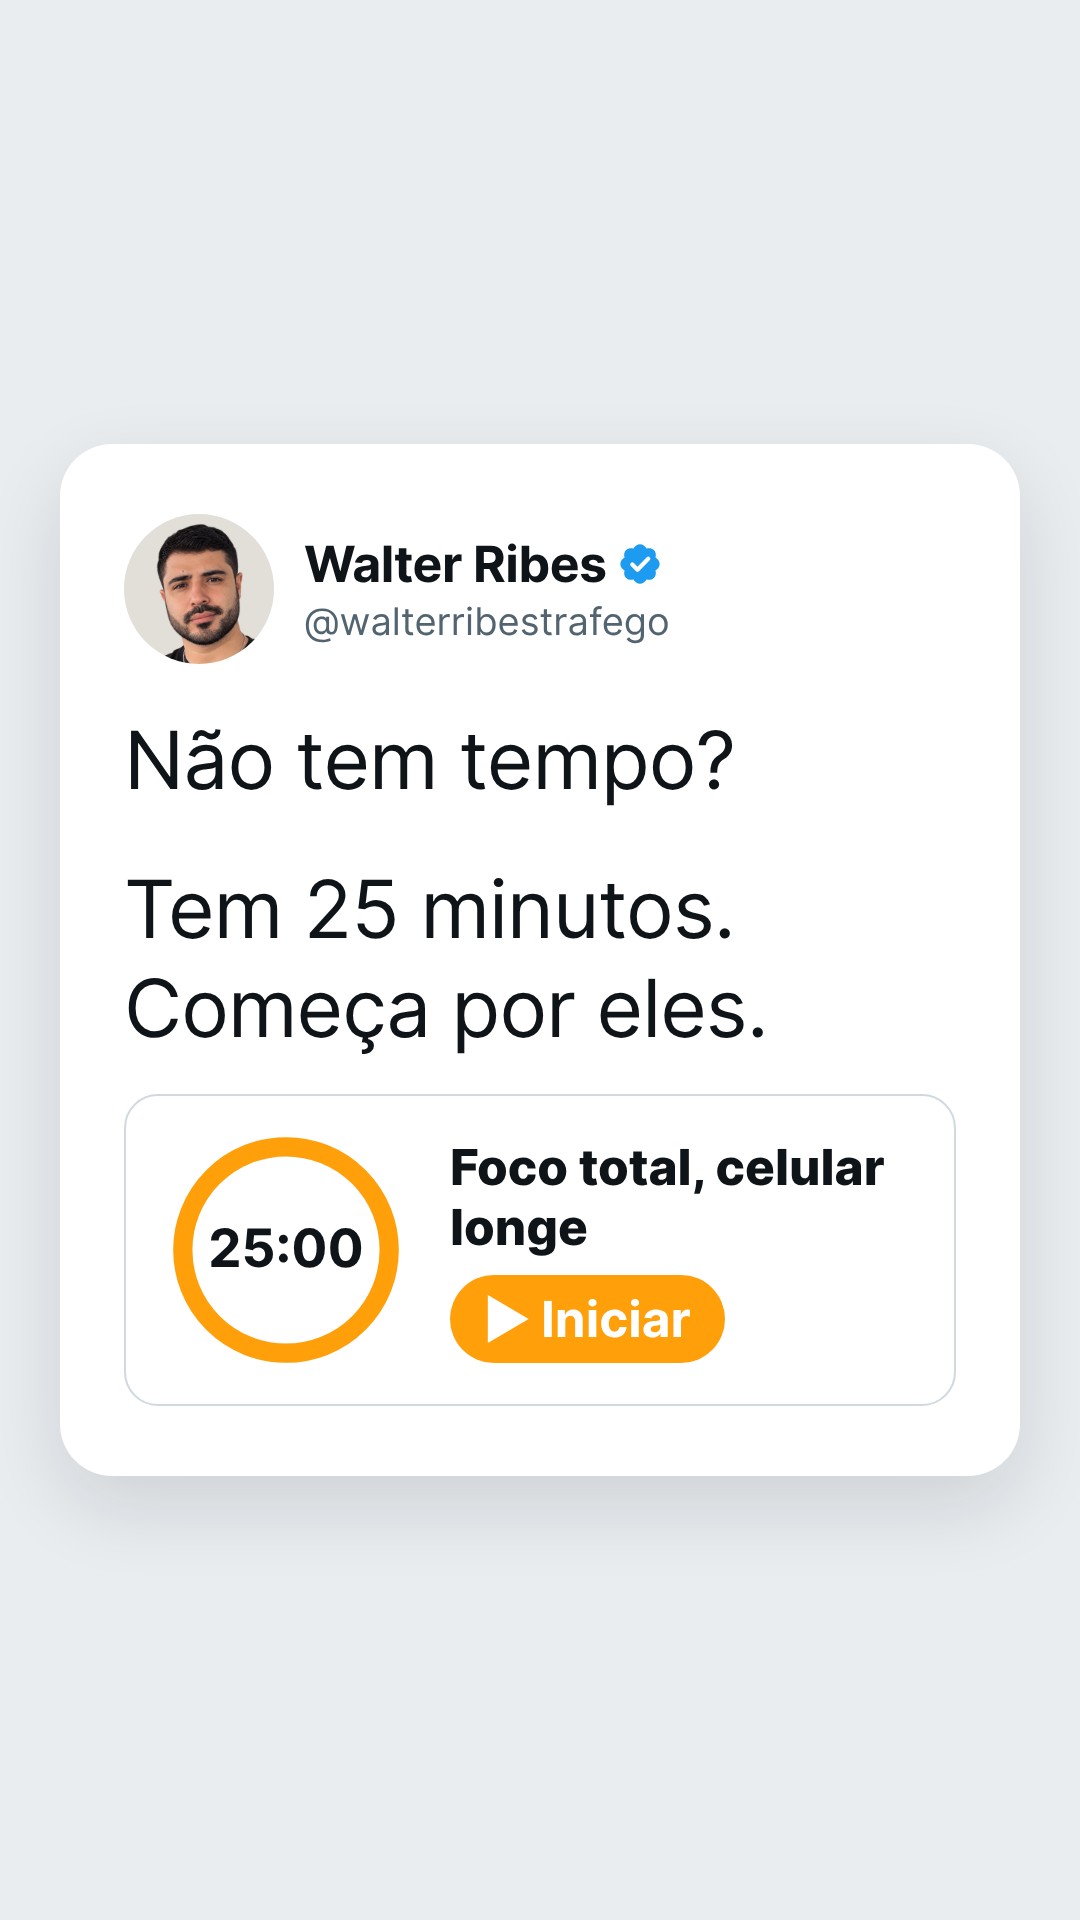 Walter Ribes
@walterribestrafego
Não tem tempo?
Tem 25 minutos.
Começa por eles.
25:00
Foco total, celular
longe
Iniciar